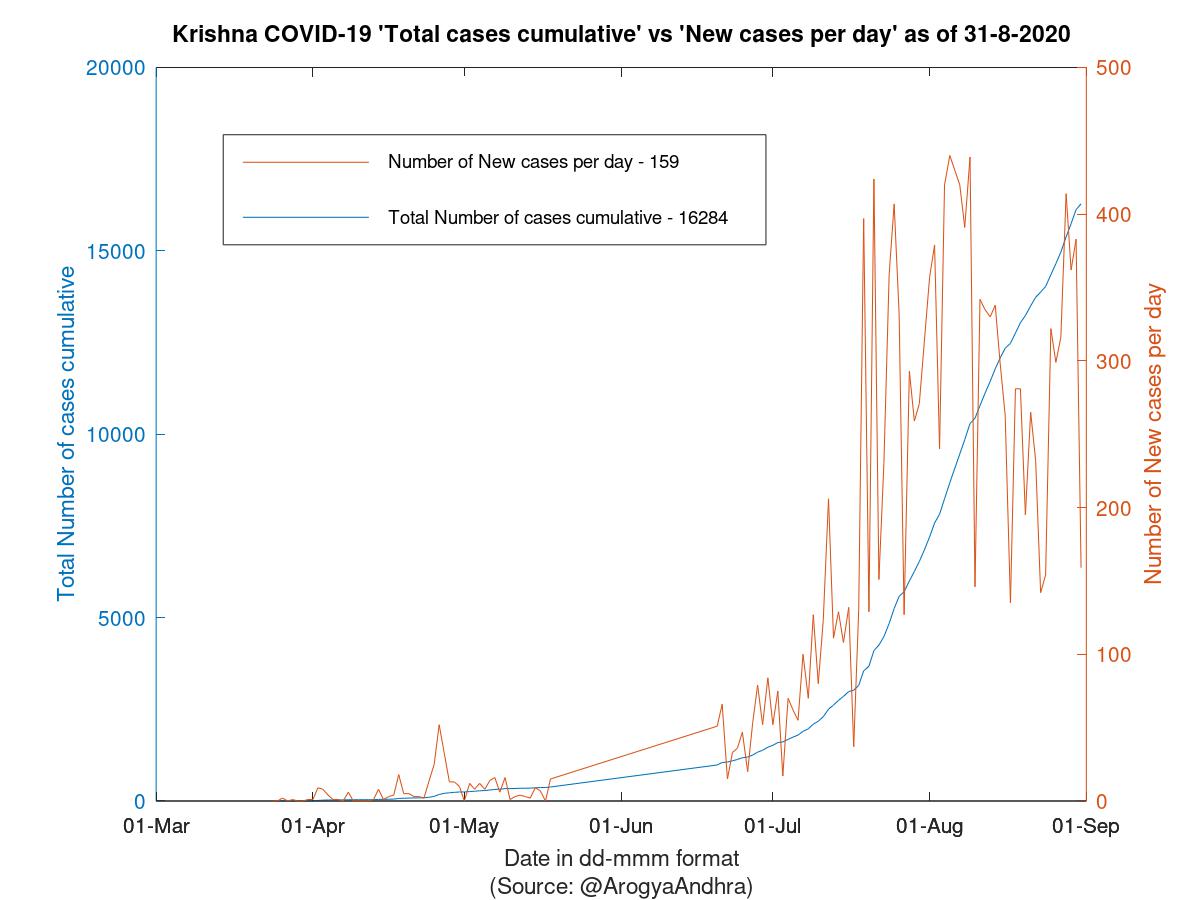 Krishna COVID-19 'Total cases cumulative' vs 'New cases per day' as of 31-8-2020
20000
15000
10000
5000
0
Total Number of cases cumulative
Number of New cases per day - 159
Total Number of cases cumulative - 16284
500
400
300
200
100
0
Number of New cases per day
01-Mar 01-Apr 01-May 01-Jun 01-Jul 01-Aug 01-Sep
Date in dd-mmm format
(Source: @ArogyaAndhra)